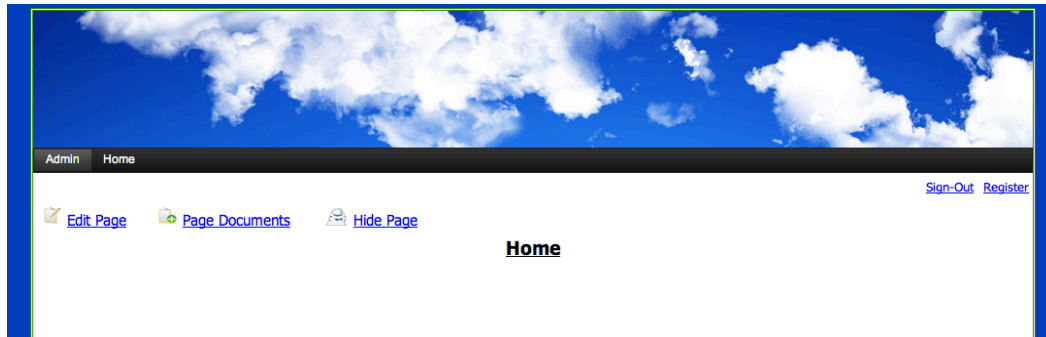 Admin Home
Sign-Out Register
Edit Page Page Documents Hide Page
Home